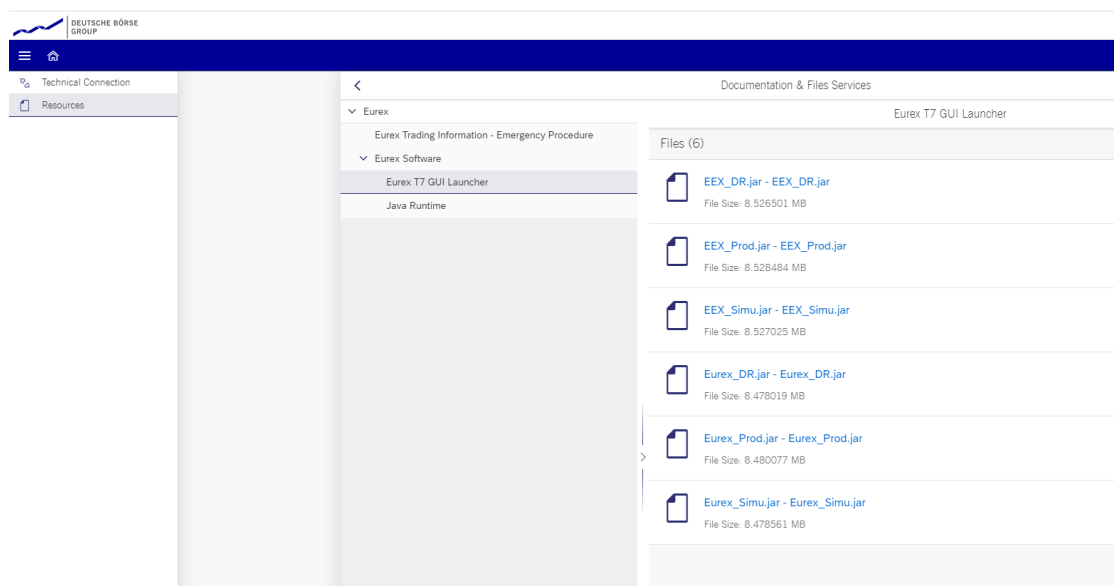 DEUTSCHE BÖRSE
GROUP
Technical Connection
Resources
Documentation & Files Services
Eurex
Eurex Trading Information - Emergency Procedure
Eurex Software
Eurex T7 GUI Launcher
Java Runtime
Eurex T7 GUI Launcher
Files (6)
EEX_DR.jar - EEX_DR.jar
File Size: 8.526501 MB
EEX_Prod.jar - EEX_Prod.jar
File Size: 8.528484 MB
EEX_Simu.jar - EEX_Simu.jar
File Size: 8.527025 MB
Eurex_DR.jar - Eurex_DR.jar
File Size: 8.478019 MB
Eurex_Prod.jar - Eurex_Prod.jar
File Size: 8.480077 MB
Eurex_Simu.jar - Eurex_Simu.jar
File Size: 8.478561 MB